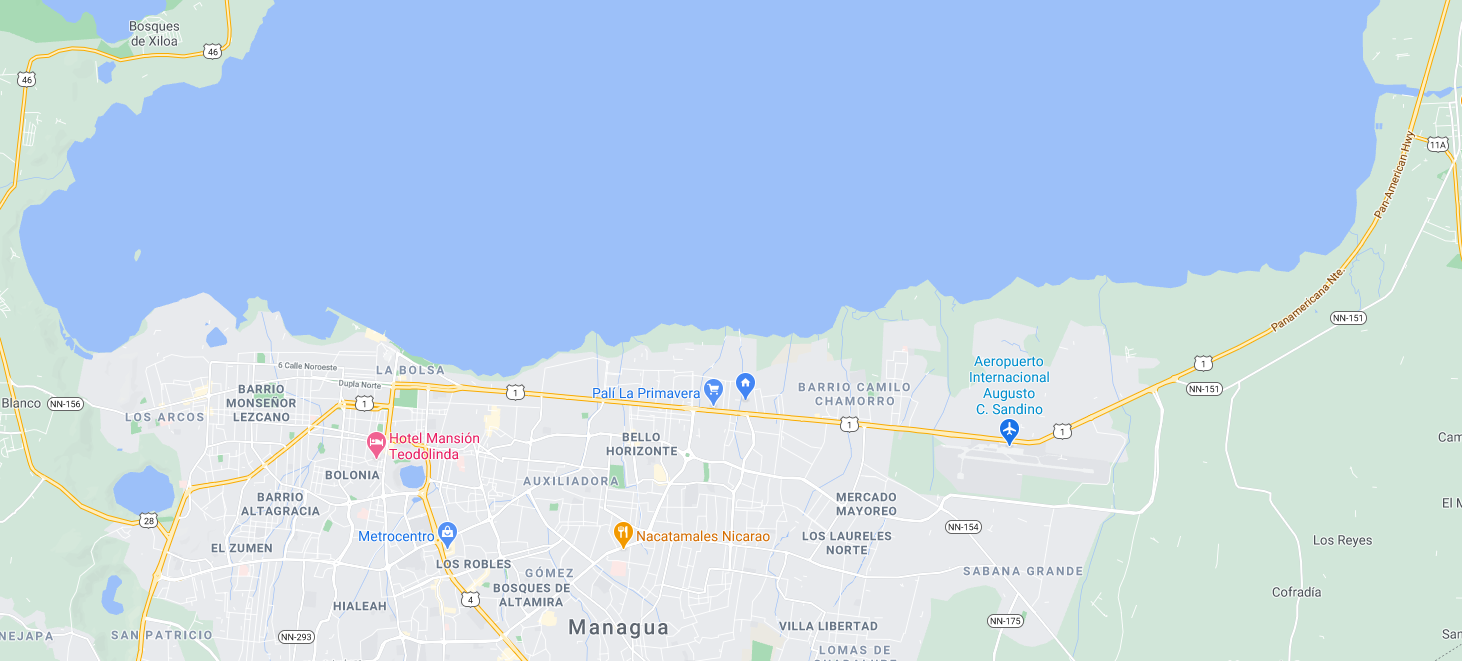 Bosques
de Xiloa
46
46
11A
Pan-American Hwy
Panamericana Nte.
NN-151
1
NN-151
6 Calle Noroeste
LA BOLSA
Dupla Norte
Aeropuerto
Internacional
Augusto
C. Sandino
BARRIO
MONSEÑOR
LEZCANO
1
1
Palí La Primavera
BARRIO CAMILO
CHAMORRO
Blanco
NN-156
LOS ARCOS
1
1
Hotel Mansión
Teodolinda
BELLO
HORIZONTE
BOLONIA
AUXILIADORA
BARRIO
ALTAGRACIA
MERCADO
MAYOREO
28
NN-154
Metrocentro
Nacatamales Nicarao
LOS LAURELES
NORTE
Los Reyes
EL ZUMEN
LOS ROBLES
GÓMEZ
SABANA GRANDE
BOSQUES DE
ALTAMIRA
Cofradía
HIALEAH
4
NN-175
NEJAPA
SAN PATRICIO
NN-293
Managua
VILLA LIBERTAD
LOMAS DE